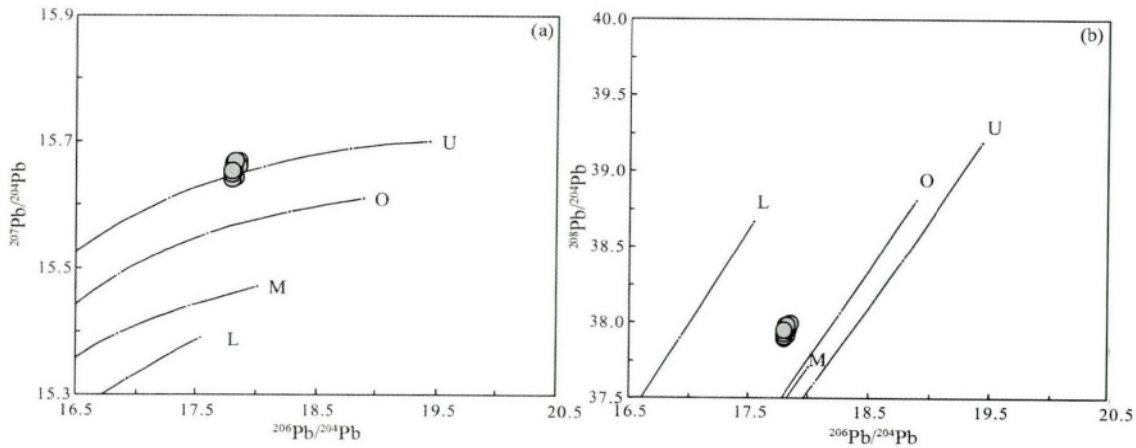 (a)
15.9
15.7
15.5
15.3
²⁰⁷Pb/²⁰⁴Pb
U
O
M
L
16.5 17.5 18.5 19.5 20.5
²⁰⁶Pb/²⁰⁴Pb
(b)
40.0
39.5
39.0
38.5
38.0
37.5
²⁰⁸Pb/²⁰⁴Pb
U
O
L
M
16.5 17.5 18.5 19.5 20.5
²⁰⁶Pb/²⁰⁴Pb